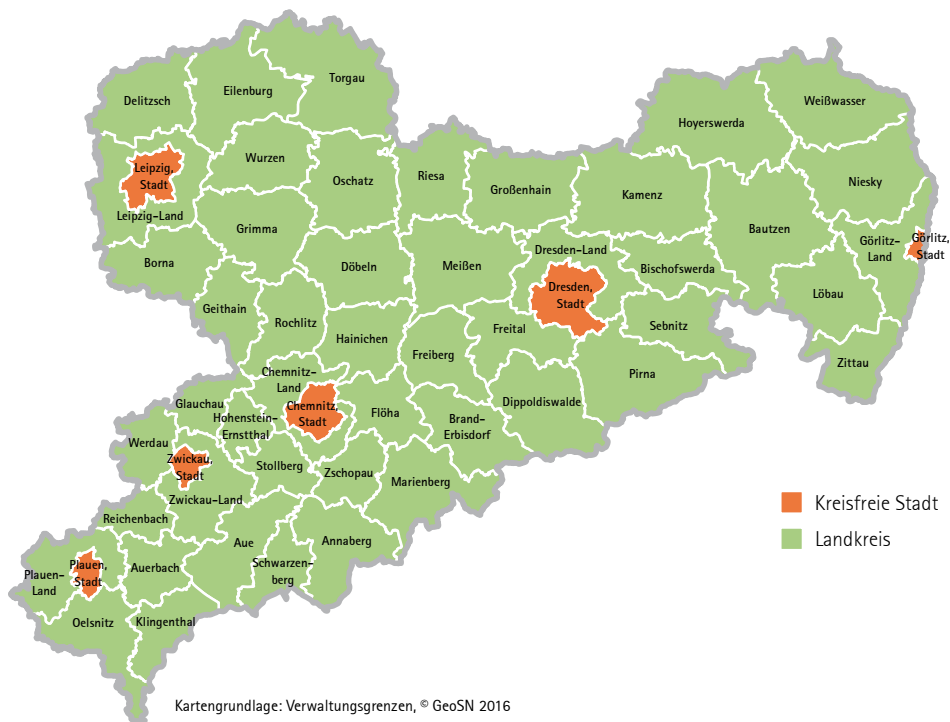 Torgau
Delitzsch
Eilenburg
Weißwasser
Hoyerswerda
Wurzen
Leipzig,
Stadt
Oschatz
Riesa
Großenhain
Kamenz
Niesky
Leipzig-Land
Grimma
Bautzen
Görlitz-
Land
Görlitz,
Stadt
Borna
Döbeln
Meißen
Dresden-Land
Bischofswerda
Dresden,
Stadt
Löbau
Geithain
Rochlitz
Hainichen
Freital
Sebnitz
Freiberg
Zittau
Pirna
Chemnitz-
Land
Glauchau
Hohenstein-
Ernstthal
Chemnitz,
Stadt
Flöha
Brand-
Erbisdorf
Dippoldiswalde
Werdau
Zwickau,
Stadt
Stollberg
Zschopau
Marienberg
Zwickau-Land
Reichenbach
Kreisfreie Stadt
Landkreis
Aue
Annaberg
Schwarzen-
berg
Plauen-
Land
Plauen,
Stadt
Auerbach
Oelsnitz
Klingenthal
Kartengrundlage: Verwaltungsgrenzen, © GeoSN 2016